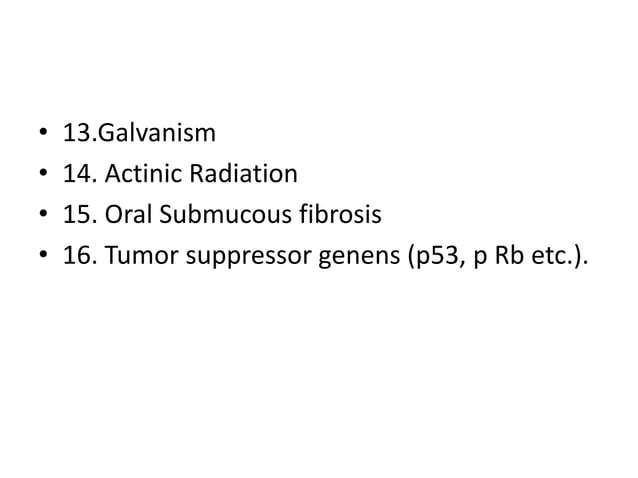 • 13.Galvanism
• 14. Actinic Radiation
• 15. Oral Submucous fibrosis
• 16. Tumor suppressor genens (p53, p Rb etc.).